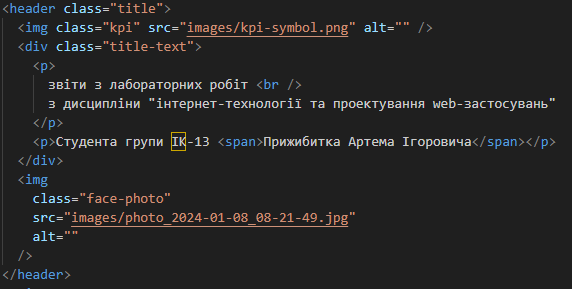 <header class="title">
<img class="kpi" src="images/kpi-symbol.png" alt="" />
<div class="title-text">
<p>
звіти з лабораторних робіт <br />
з дисципліни "інтернет-технології та проектування web-застосувань"
</p>
<p>Студента групи ІК-13 <span>Прижибитка Артема Ігоровича</span></p>
</div>
<img
class="face-photo"
src="images/photo_2024-01-08_08-21-49.jpg"
alt=""
/>
</header>